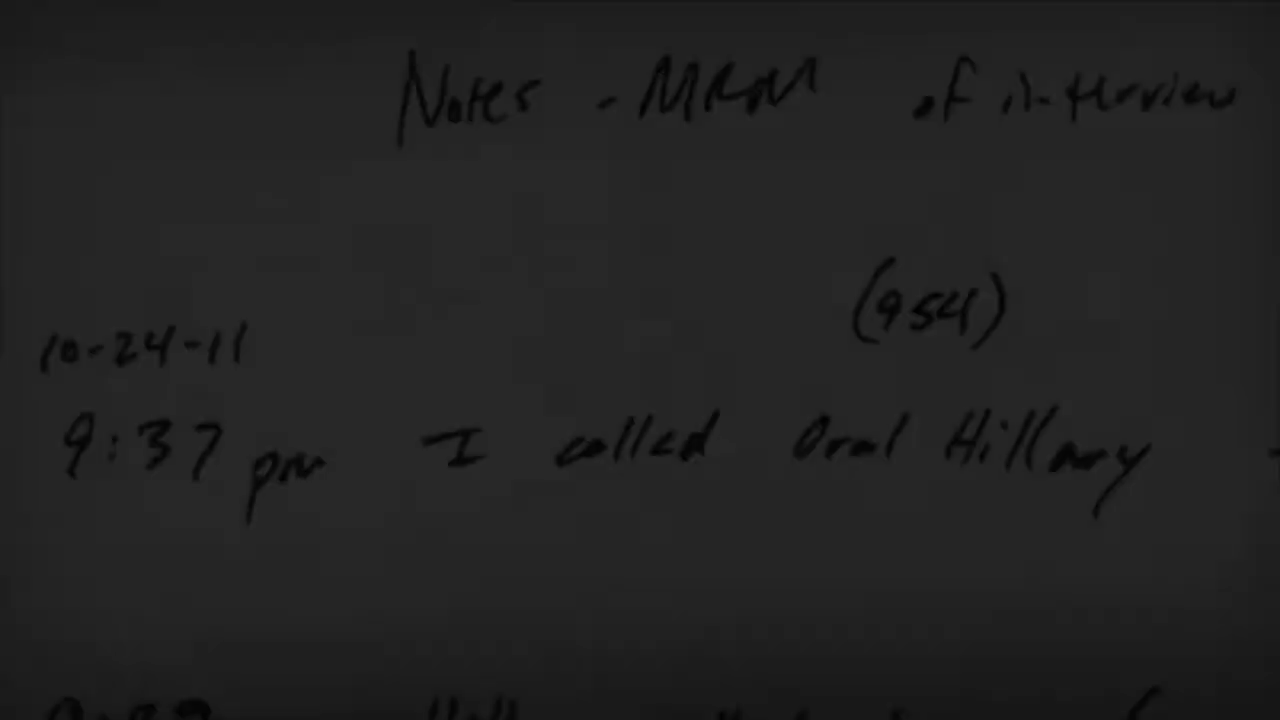 Notes - MRM of interview
(954)
10-24-11
9:37 pm I called Oral Hillary